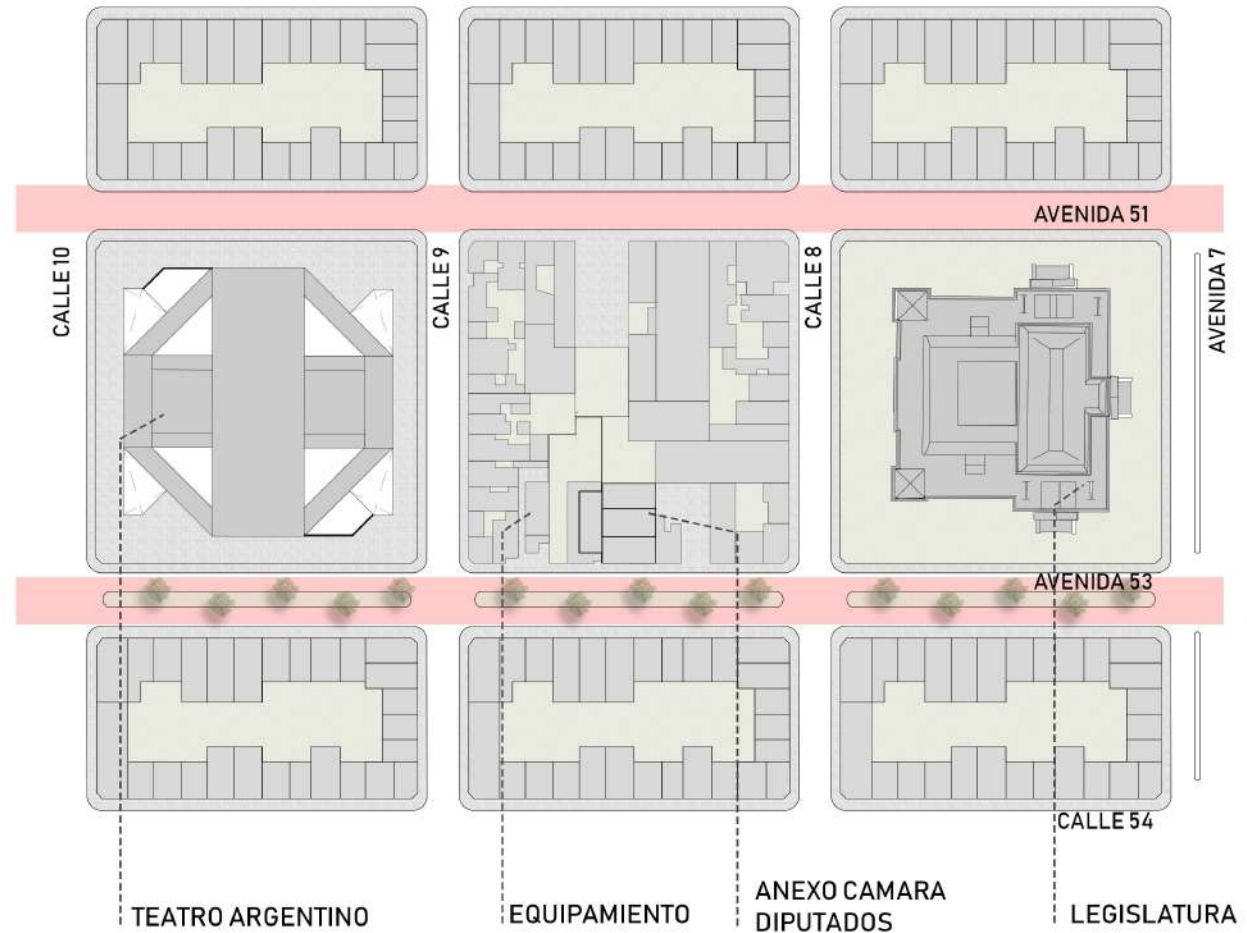 AVENIDA 51
CALLE 10
CALLE 9
CALLE 8
AVENIDA 7
AVENIDA 53
CALLE 54
TEATRO ARGENTINO
EQUIPAMIENTO
ANEXO CAMARA
DIPUTADOS
LEGISLATURA